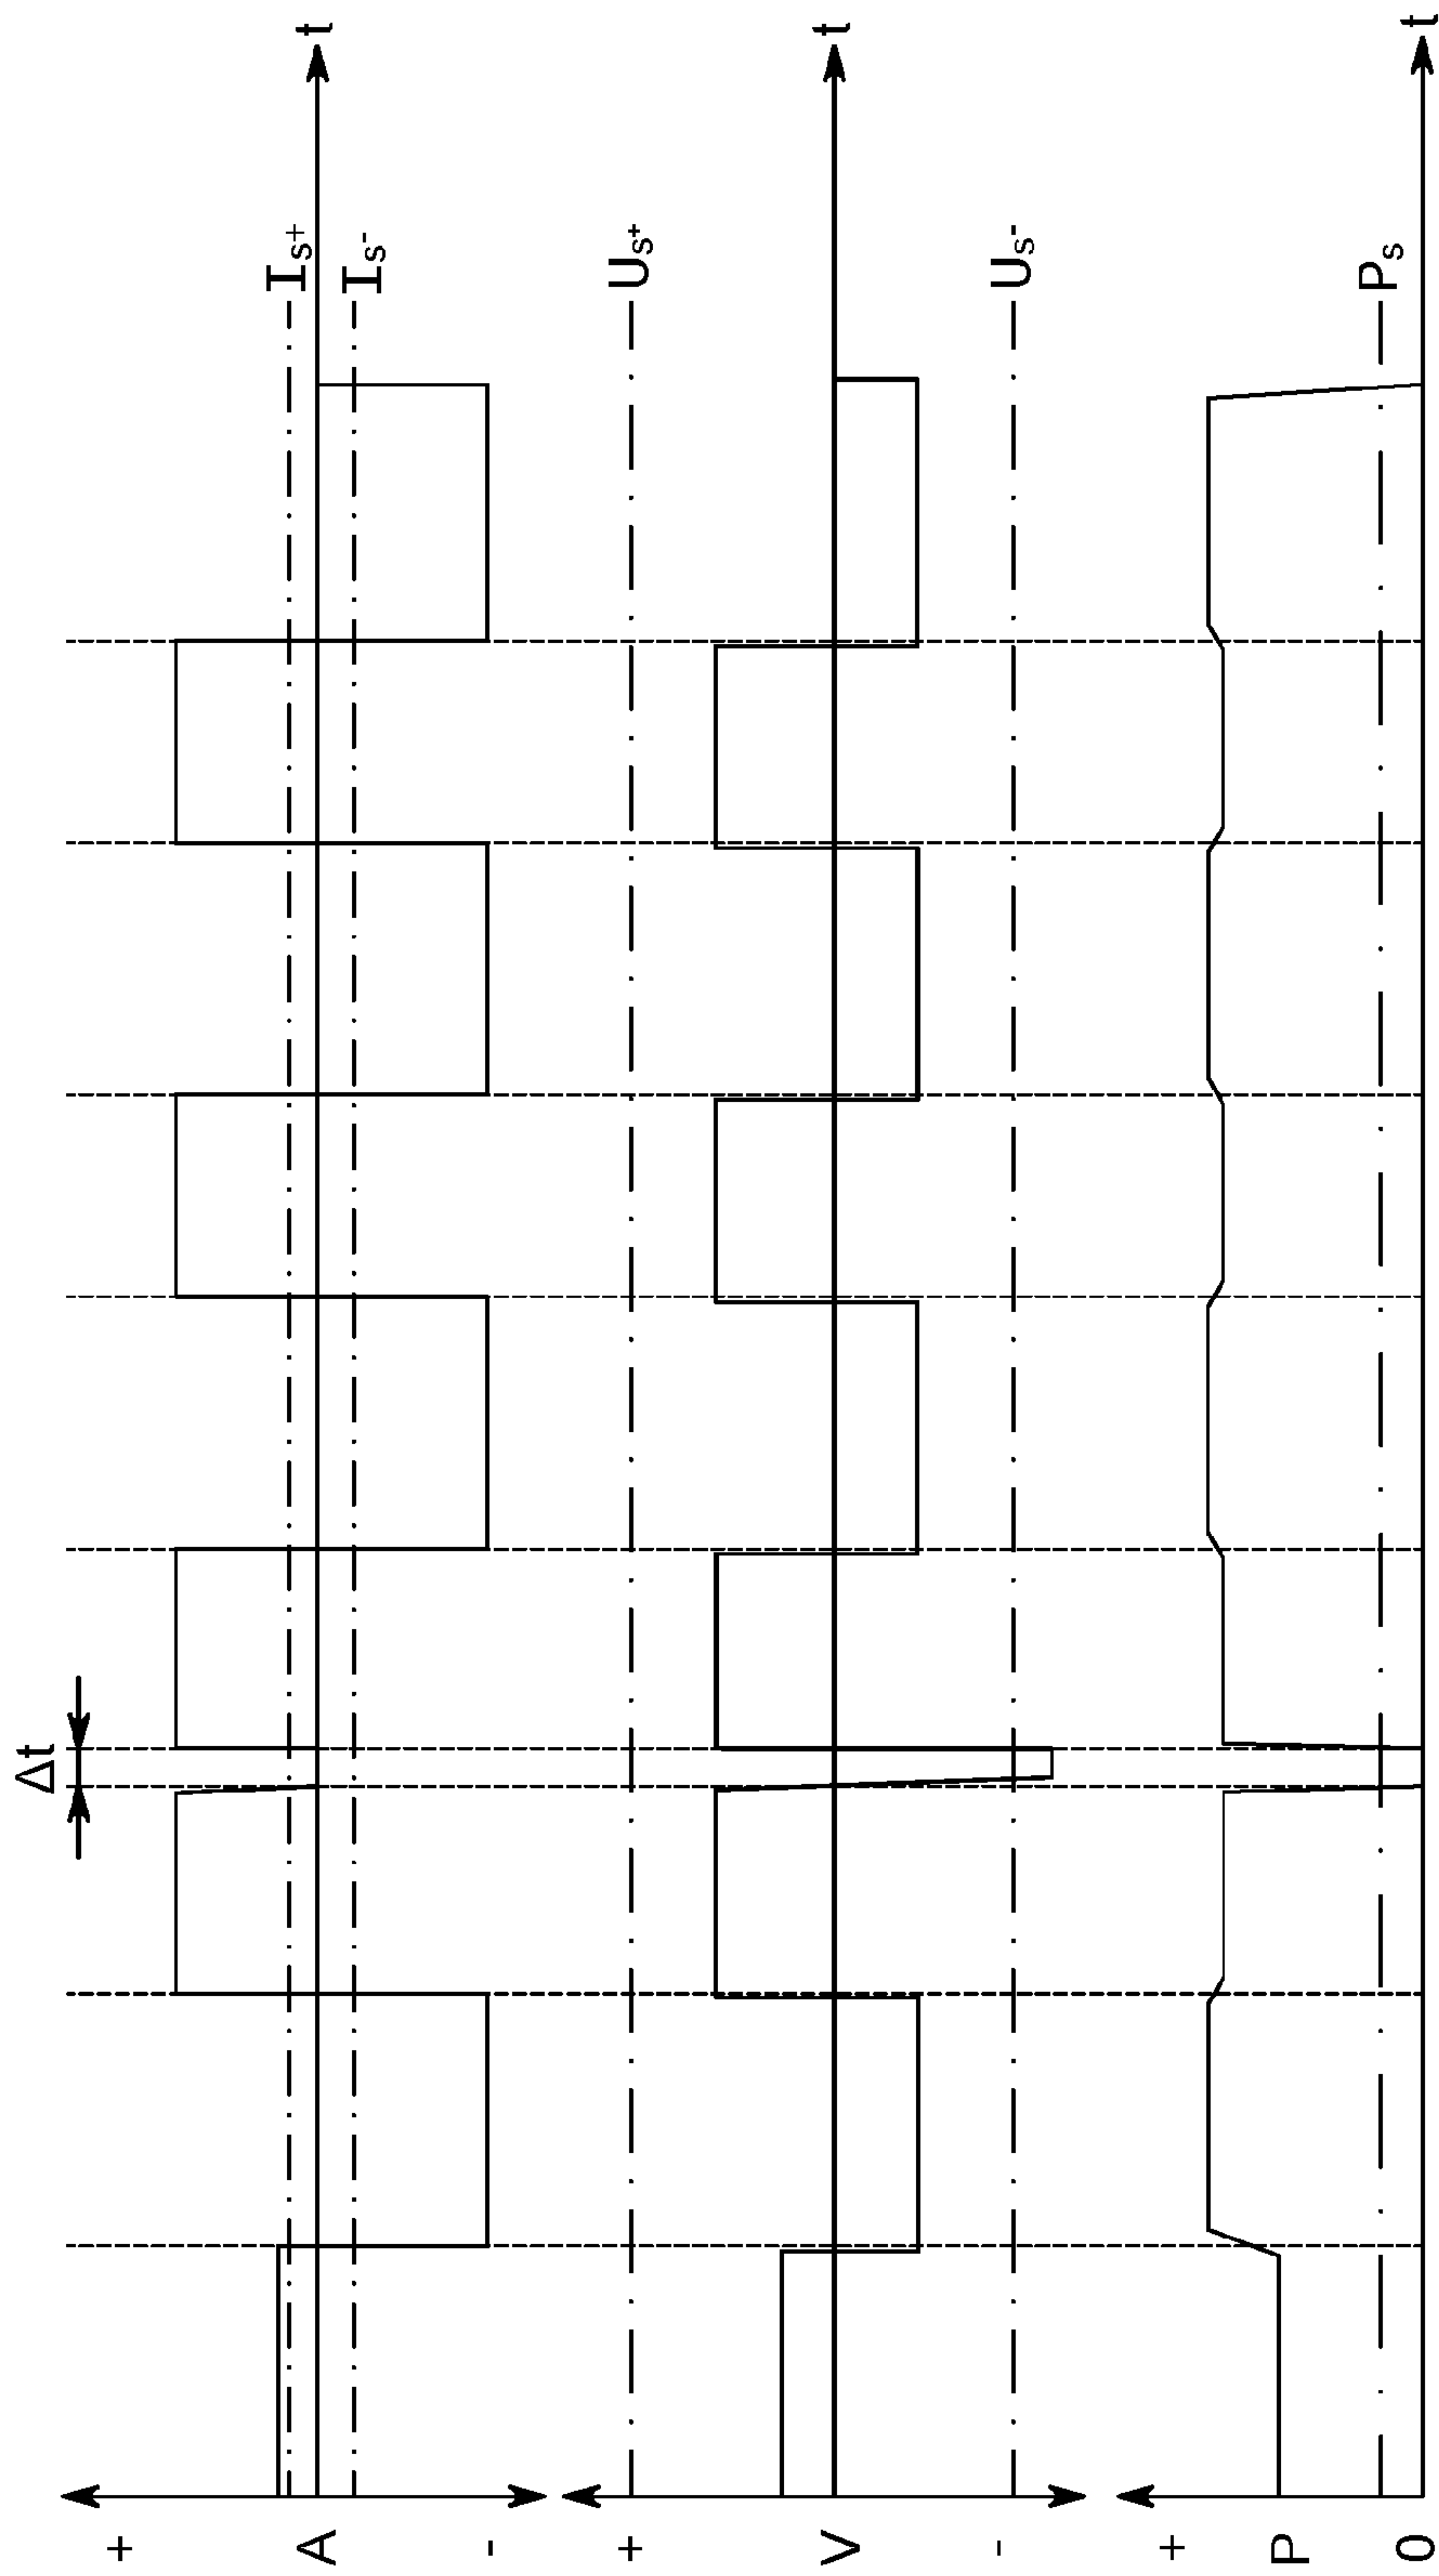 Δt
+
A
-
t
Is+
Is-
+
V
-
t
Us+
Us-
+
P
0
t
Ps